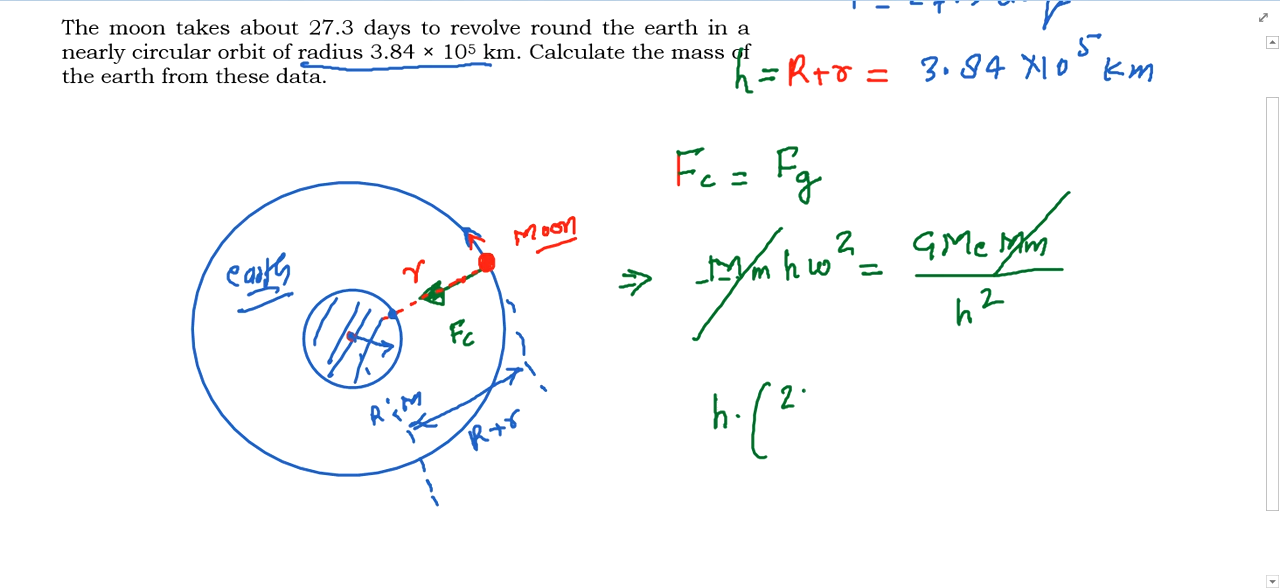 The moon takes about 27.3 days to revolve round the earth in a
nearly circular orbit of radius 3.84 × 10⁵ km. Calculate the mass of
the earth from these data.
h = R+r = 3.84 ×10⁵ km
Fc = Fg
⇒ Mm h ω² = GMe Mm / h²
h. ( 2.
Moon
earth
r
Fc
R; M
R+r